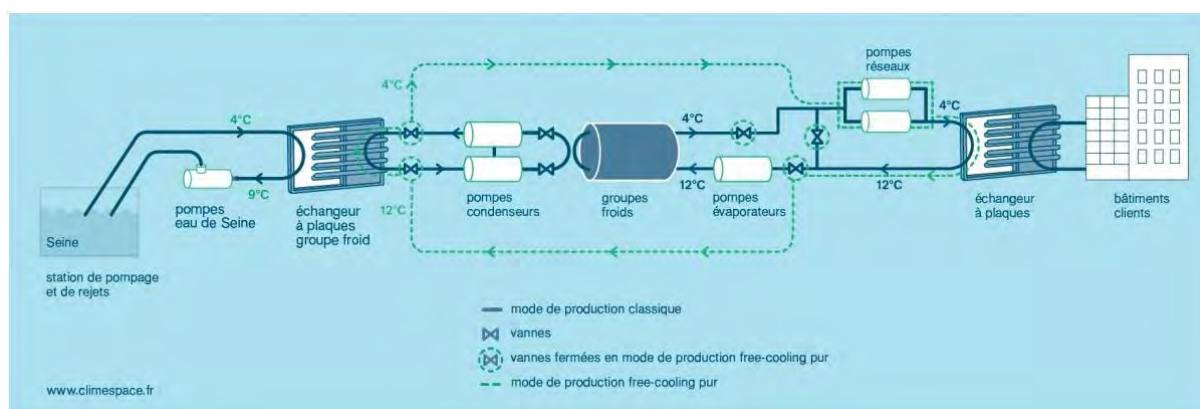 pompes
réseaux
4°C
4°C
4°C
4°C
9°C
12°C
12°C
12°C
Seine
pompes
eau de Seine
échangeur
à plaques
groupe froid
pompes
condenseurs
groupes
froids
pompes
évaporateurs
échangeur
à plaques
bâtiments
clients
station de pompage
et de rejets
mode de production classique
vannes
vannes fermées en mode de production free-cooling pur
mode de production free-cooling pur
www.climespace.fr